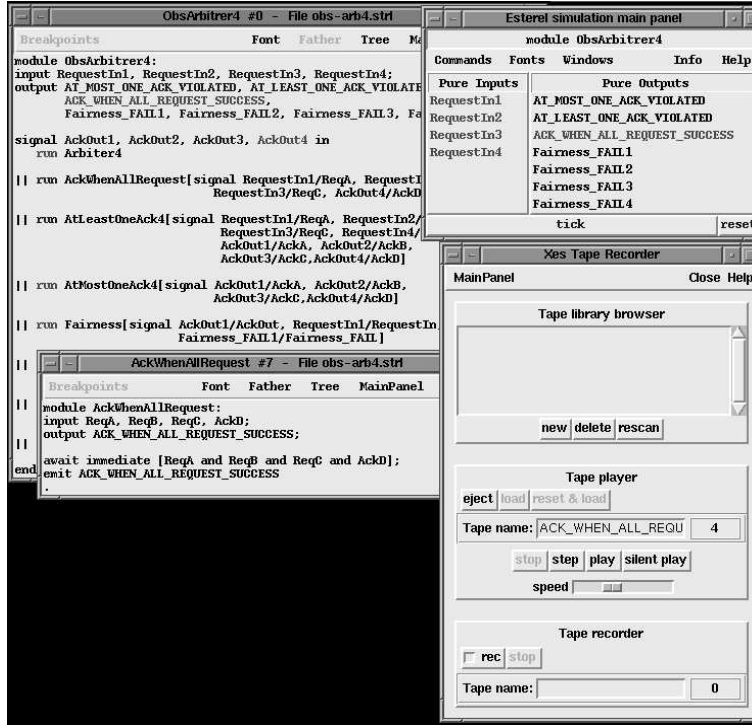 ObsArbitrer4 #0 - File obs-arb4.strl
Breakpoints Font Father Tree
module ObsArbitrer4:
input RequestIn1, RequestIn2, RequestIn3, RequestIn4;
output AT_MOST_ONE_ACK_VIOLATED, AT_LEAST_ONE_ACK_VIOLATE
ACK_WHEN_ALL_REQUEST_SUCCESS,
Fairness_FAIL1, Fairness_FAIL2, Fairness_FAIL3, Fa
signal AckOut1, AckOut2, AckOut3, AckOut4 in
run Arbiter4
|| run AckWhenAllRequest[signal RequestIn1/ReqA, RequestI
RequestIn3/ReqC, AckOut4/AckD
|| run AtLeastOneAck4[signal RequestIn1/ReqA, RequestIn2/
RequestIn3/ReqC, RequestIn4/
AckOut1/AckA, AckOut2/AckB,
AckOut3/AckC,AckOut4/AckD]
|| run AtMostOneAck4[signal AckOut1/AckA, AckOut2/AckB,
AckOut3/AckC,AckOut4/AckD]
|| run Fairness[signal AckOut1/AckOut, RequestIn1/RequestIn,
Fairness_FAIL1/Fairness_FAIL]
||
||
||
end
AckWhenAllRequest #7 - File obs-arb4.strl
Breakpoints Font Father Tree MainPanel
module AckWhenAllRequest:
input ReqA, ReqB, ReqC, AckD;
output ACK_WHEN_ALL_REQUEST_SUCCESS;
await immediate [ReqA and ReqB and ReqC and AckD];
emit ACK_WHEN_ALL_REQUEST_SUCCESS
.
Esterel simulation main panel
module ObsArbitrer4
Commands Fonts Windows Info Help
Pure Inputs Pure Outputs
RequestIn1 AT_MOST_ONE_ACK_VIOLATED
RequestIn2 AT_LEAST_ONE_ACK_VIOLATED
RequestIn3 ACK_WHEN_ALL_REQUEST_SUCCESS
RequestIn4 Fairness_FAIL1
Fairness_FAIL2
Fairness_FAIL3
Fairness_FAIL4
tick reset
Xes Tape Recorder
MainPanel Close Help
Tape library browser
new delete rescan
Tape player
eject load reset & load
Tape name: ACK_WHEN_ALL_REQU 4
stop step play silent play
speed
Tape recorder
rec stop
Tape name: 0